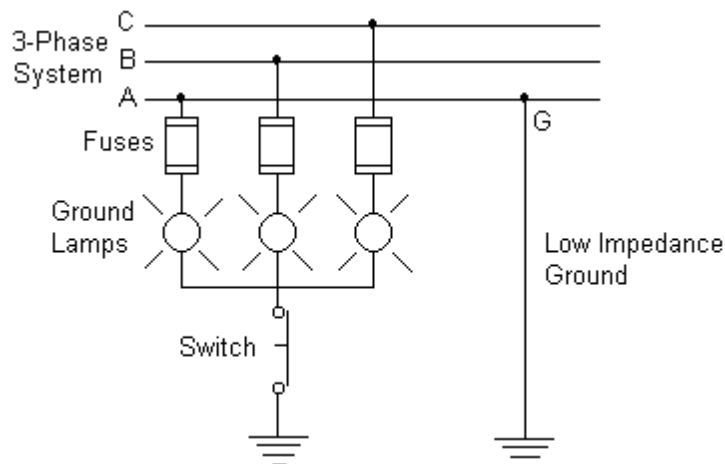 C
3-Phase
System
B
A
G
Fuses
Ground
Lamps
Low Impedance
Ground
Switch